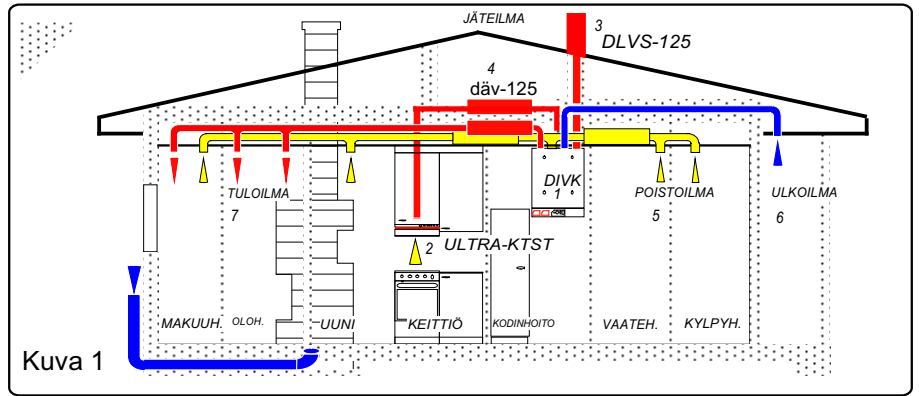 JÄTEILMA
3
DLVS-125
4
däv-125
DIVK
1
TULOILMA
7
POISTOILMA
5
ULKOILMA
6
2
ULTRA-KTST
MAKUUH.
OLOH.
UUNI
KEITTIÖ
KODINHOITO
VAATEH.
KYLPYH.
Kuva 1